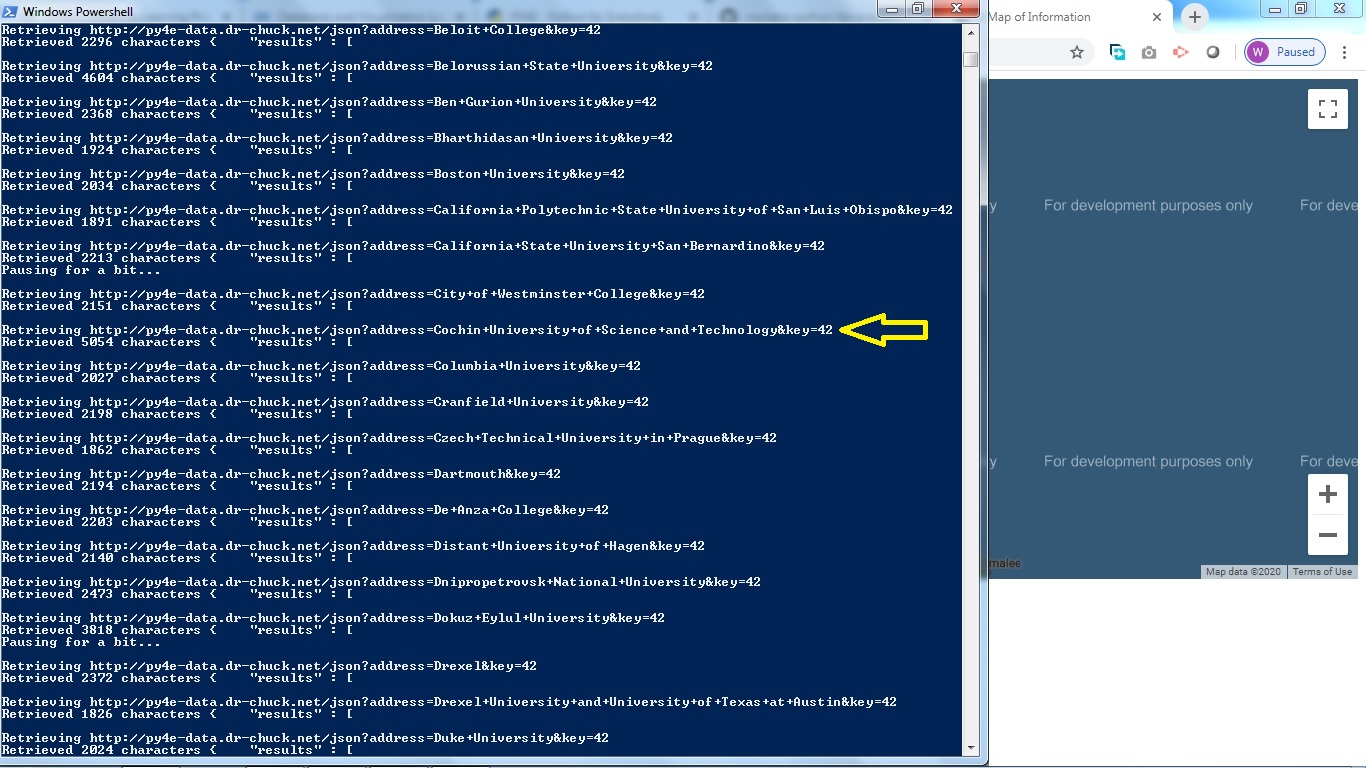 Windows Powershell
Retrieving http://py4e-data.dr-chuck.net/json?address=Beloit+College&key=42
Retrieved 2296 characters {    "results" : [
Retrieving http://py4e-data.dr-chuck.net/json?address=Belorussian+State+University&key=42
Retrieved 4604 characters {    "results" : [
Retrieving http://py4e-data.dr-chuck.net/json?address=Ben+Gurion+University&key=42
Retrieved 2368 characters {    "results" : [
Retrieving http://py4e-data.dr-chuck.net/json?address=Bharthidasan+University&key=42
Retrieved 1924 characters {    "results" : [
Retrieving http://py4e-data.dr-chuck.net/json?address=Boston+University&key=42
Retrieved 2034 characters {    "results" : [
Retrieving http://py4e-data.dr-chuck.net/json?address=California+Polytechnic+State+University+of+San+Luis+Obispo&key=42
Retrieved 1891 characters {    "results" : [
Retrieving http://py4e-data.dr-chuck.net/json?address=California+State+University+San+Bernardino&key=42
Retrieved 2213 characters {    "results" : [
Pausing for a bit...
Retrieving http://py4e-data.dr-chuck.net/json?address=City+of+Westminster+College&key=42
Retrieved 2151 characters {    "results" : [
Retrieving http://py4e-data.dr-chuck.net/json?address=Cochin+University+of+Science+and+Technology&key=42
Retrieved 5054 characters {    "results" : [
Retrieving http://py4e-data.dr-chuck.net/json?address=Columbia+University&key=42
Retrieved 2027 characters {    "results" : [
Retrieving http://py4e-data.dr-chuck.net/json?address=Cranfield+University&key=42
Retrieved 2198 characters {    "results" : [
Retrieving http://py4e-data.dr-chuck.net/json?address=Czech+Technical+University+in+Prague&key=42
Retrieved 1862 characters {    "results" : [
Retrieving http://py4e-data.dr-chuck.net/json?address=Dartmouth&key=42
Retrieved 2194 characters {    "results" : [
Retrieving http://py4e-data.dr-chuck.net/json?address=De+Anza+College&key=42
Retrieved 2203 characters {    "results" : [
Retrieving http://py4e-data.dr-chuck.net/json?address=Distant+University+of+Hagen&key=42
Retrieved 2140 characters {    "results" : [
Retrieving http://py4e-data.dr-chuck.net/json?address=Dnipropetrovsk+National+University&key=42
Retrieved 2473 characters {    "results" : [
Retrieving http://py4e-data.dr-chuck.net/json?address=Dokuz+Eylul+University&key=42
Retrieved 3818 characters {    "results" : [
Pausing for a bit...
Retrieving http://py4e-data.dr-chuck.net/json?address=Drexel&key=42
Retrieved 2372 characters {    "results" : [
Retrieving http://py4e-data.dr-chuck.net/json?address=Drexel+University+and+University+of+Texas+at+Austin&key=42
Retrieved 1826 characters {    "results" : [
Retrieving http://py4e-data.dr-chuck.net/json?address=Duke+University&key=42
Retrieved 2024 characters {    "results" : [
Map of Information
W Paused
y For development purposes only For deve
y For development purposes only For deve
malee
Map data ©2020 Terms of Use